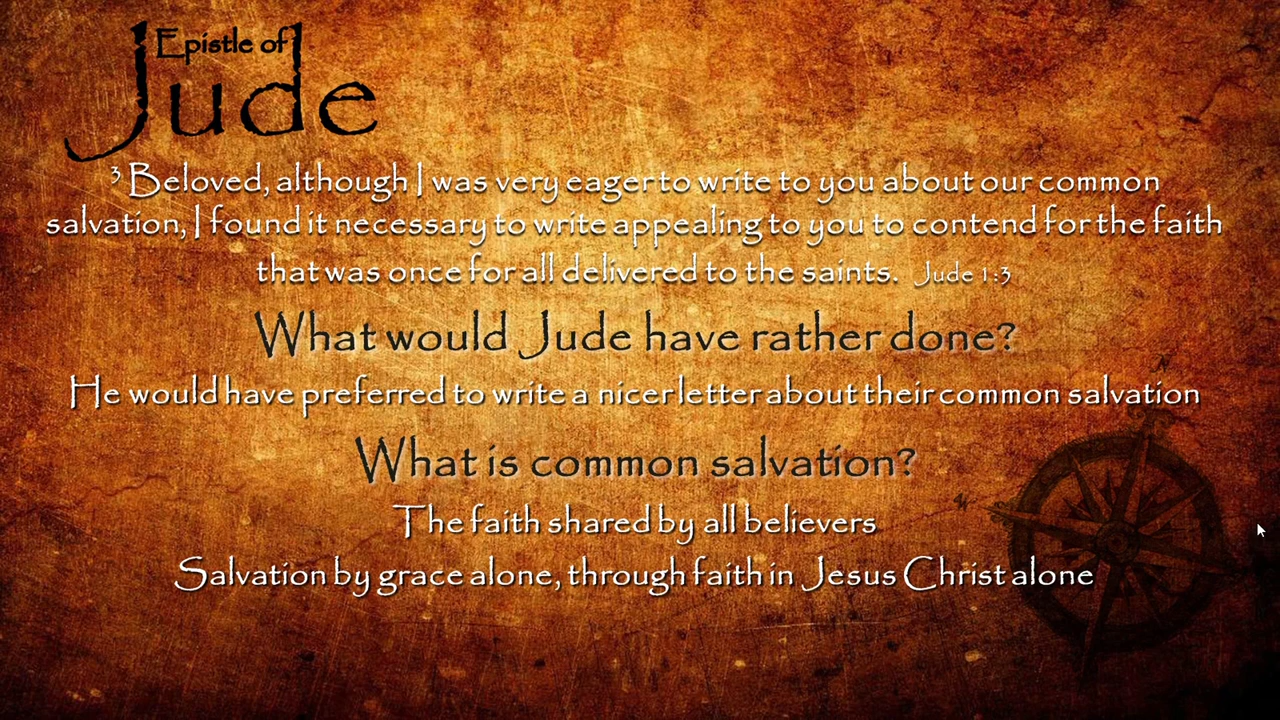 Epistle of
Jude
3 Beloved, although I was very eager to write to you about our common
salvation, I found it necessary to write appealing to you to contend for the faith
that was once for all delivered to the saints. Jude 1:3
What would Jude have rather done?
He would have preferred to write a nicer letter about their common salvation
What is common salvation?
The faith shared by all believers
Salvation by grace alone, through faith in Jesus Christ alone
N
W